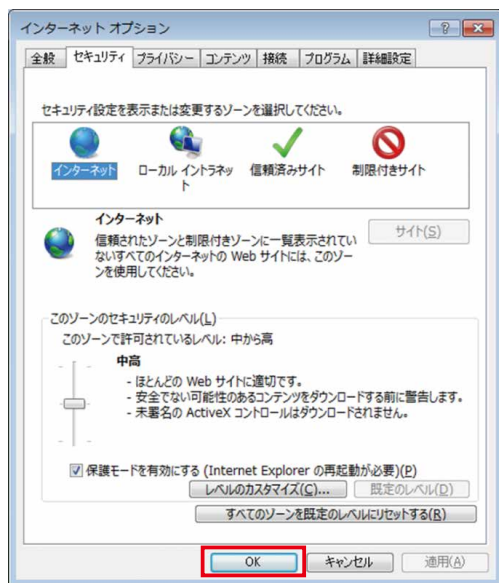 インターネット オプション
全般 セキュリティ プライバシー コンテンツ 接続 プログラム 詳細設定
セキュリティ設定を表示または変更するゾーンを選択してください。
インターネット ローカル イントラネッ 信頼済みサイト 制限付きサイト
ト
インターネット
サイト(S)
信頼されたゾーンと制限付きゾーンに一覧表示されてい
ないすべてのインターネットの Web サイトには、このゾー
ンを使用してください。
このゾーンのセキュリティのレベル(L)
このゾーンで許可されているレベル: 中から高
中高
- ほとんどの Web サイトに適切です。
- 安全でない可能性のあるコンテンツをダウンロードする前に警告します。
- 未署名の ActiveX コントロールはダウンロードされません。
保護モードを有効にする (Internet Explorer の再起動が必要)(P)
レベルのカスタマイズ(C)... 既定のレベル(D)
すべてのゾーンを既定のレベルにリセットする(R)
OK キャンセル 適用(A)